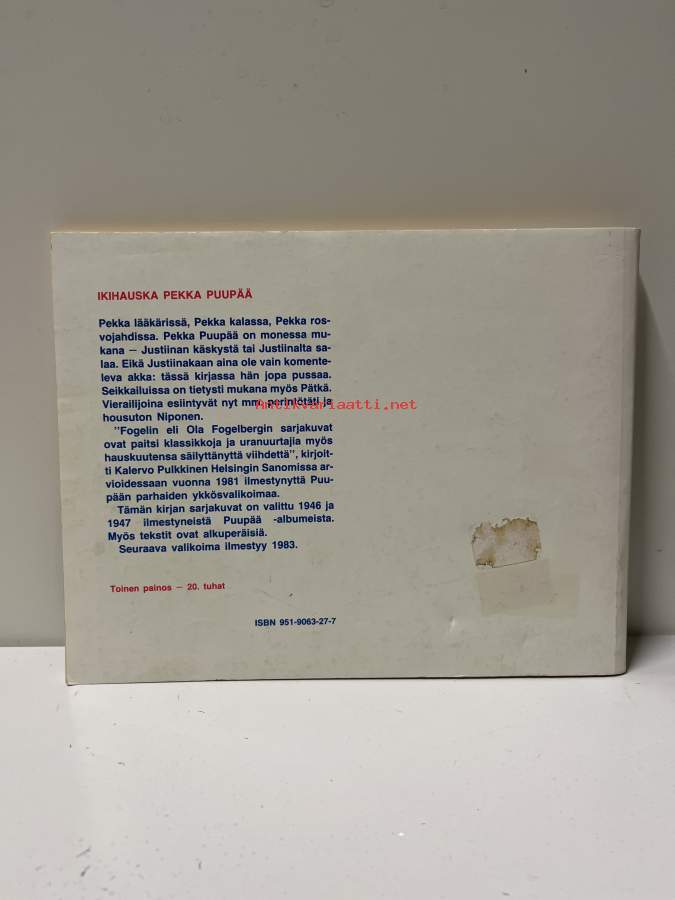 IKIHAUSKA PEKKA PUUPÄÄ
Pekka lääkärissä, Pekka kalassa, Pekka ros-
vojahdissa. Pekka Puupää on monessa mu-
kana — Justiinan käskystä tai Justiinalta sa-
laa. Eikä Justiinakaan aina ole vain komente-
leva akka: tässä kirjassa hän jopa pussaa.
Seikkailuissa on tietysti mukana myös Pätkä.
Vierailijoina esiintyvät nyt mm. perintötäti ja
housuton Niponen.
"Fogelin eli Ola Fogelbergin sarjakuvat
ovat paitsi klassikkoja ja uranuurtajia myös
hauskuutensa säilyttänyttä viihdettä", kirjoit-
ti Kalervo Pulkkinen Helsingin Sanomissa ar-
vioidessaan vuonna 1981 ilmestynyttä Puu-
pään parhaiden ykkösvalikoimaa.
Tämän kirjan sarjakuvat on valittu 1946 ja
1947 ilmestyneistä Puupää -albumeista.
Myös tekstit ovat alkuperäisiä.
Seuraava valikoima ilmestyy 1983.
Toinen painos — 20. tuhat
ISBN 951-9063-27-7
Antikvariaatti.net